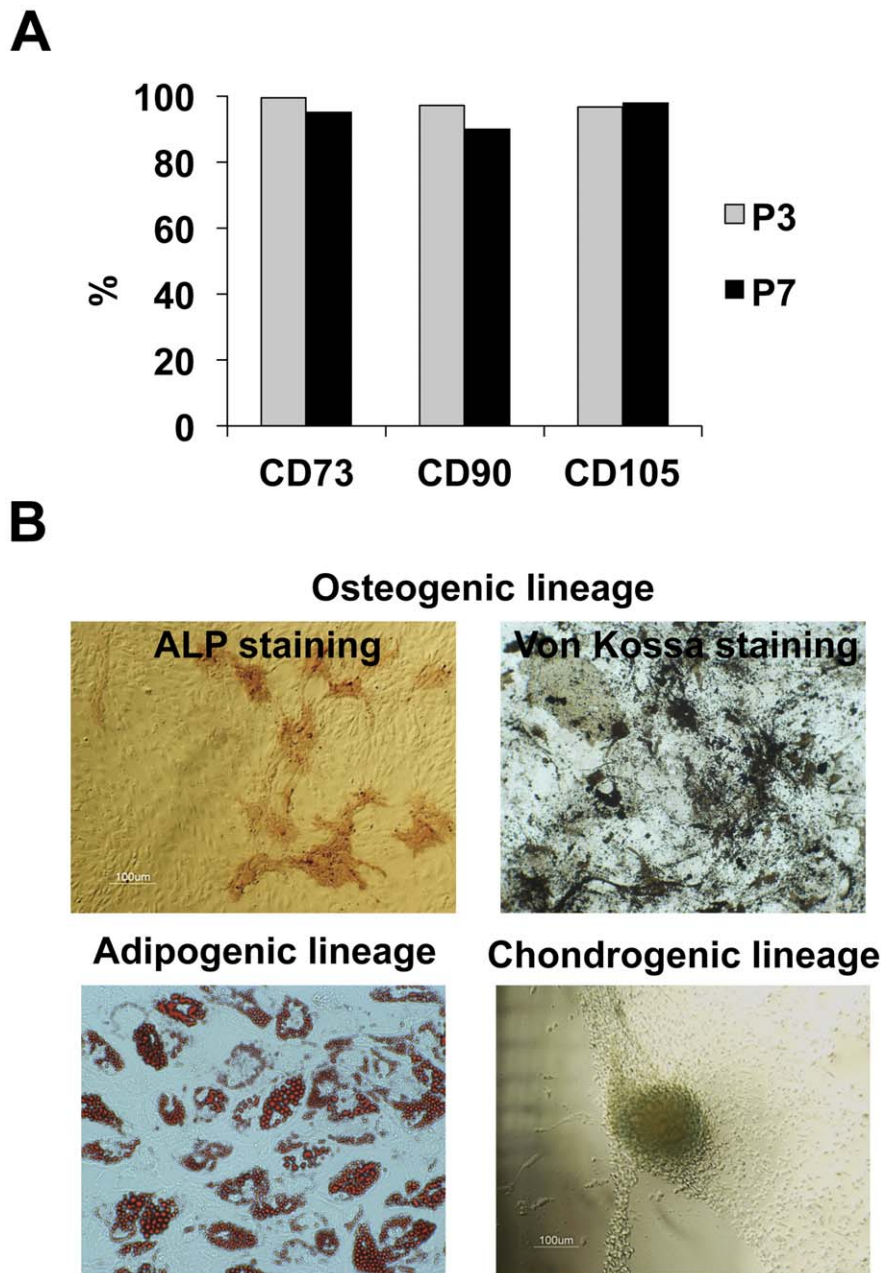 A
100
80
60
40
20
0
%
CD73 CD90 CD105
P3
P7
B
Osteogenic lineage
ALP staining
Von Kossa staining
100um
Adipogenic lineage
Chondrogenic lineage
100um